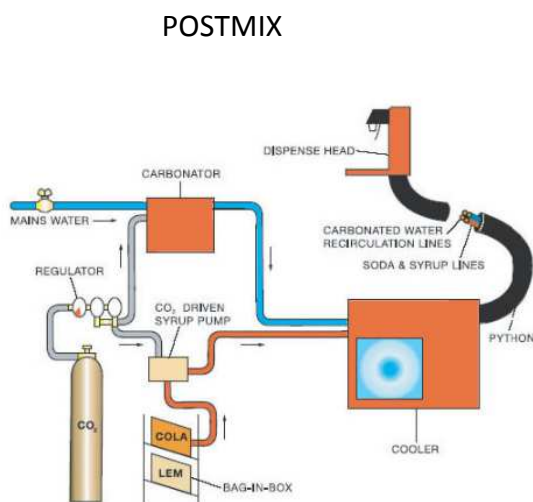 POSTMIX
DISPENSE HEAD
CARBONATOR
MAINS WATER
CARBONATED WATER
RECIRCULATION LINES
SODA & SYRUP LINES
REGULATOR
CO₂ DRIVEN
SYRUP PUMP
PYTHON
CO₂
COLA
LEM
COOLER
BAG-IN-BOX